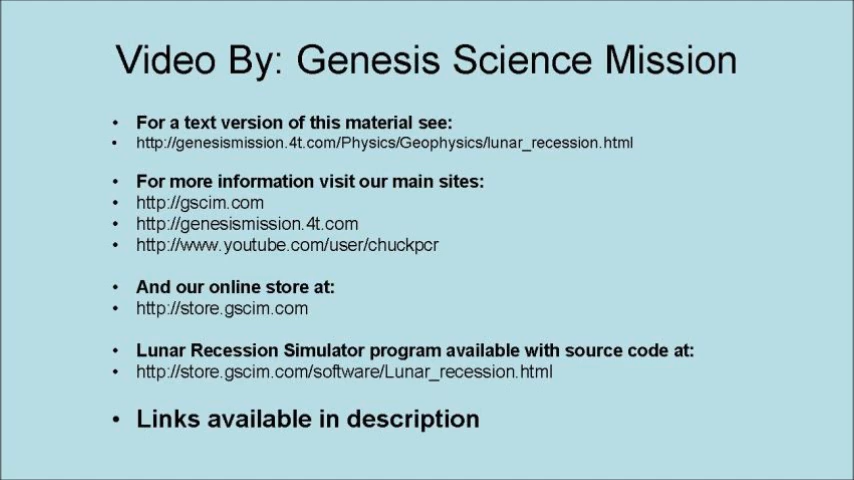 Video By: Genesis Science Mission
• For a text version of this material see:
• http://genesismission.4t.com/Physics/Geophysics/lunar_recession.html
• For more information visit our main sites:
• http://gscim.com
• http://genesismission.4t.com
• http://www.youtube.com/user/chuckpcr
• And our online store at:
• http://store.gscim.com
• Lunar Recession Simulator program available with source code at:
• http://store.gscim.com/software/Lunar_recession.html
• Links available in description